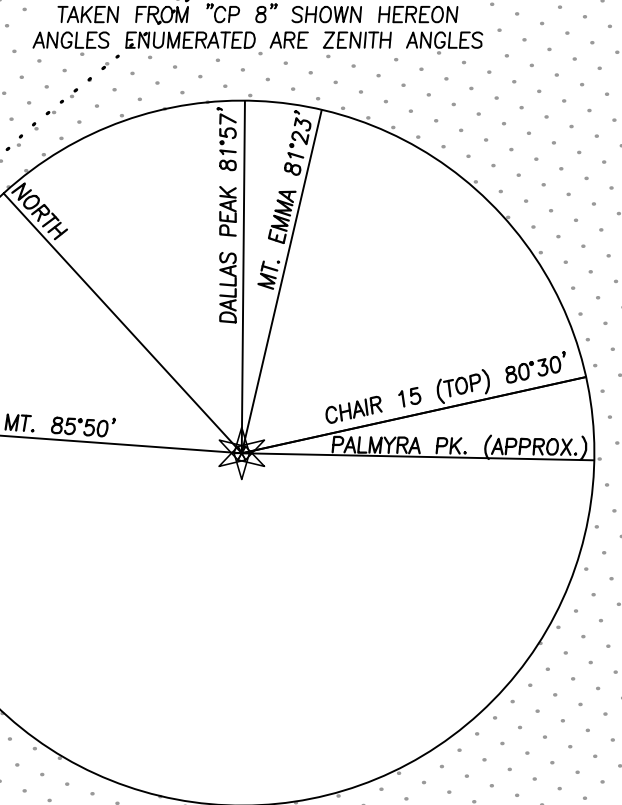 TAKEN FROM "CP 8" SHOWN HEREON
ANGLES ENUMERATED ARE ZENITH ANGLES
NORTH
DALLAS PEAK 81°57'
MT. EMMA 81°23'
CHAIR 15 (TOP) 80°30'
PALMYRA PK. (APPROX.)
MT. 85°50'